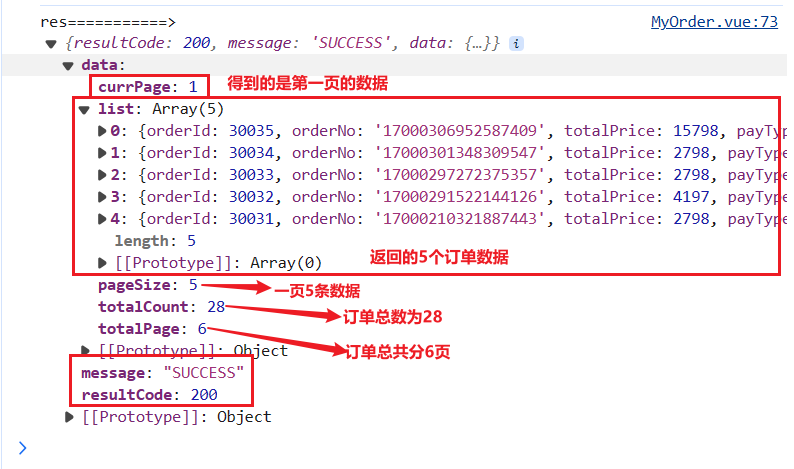 res===========> MyOrder.vue:73
▼ {resultCode: 200, message: 'SUCCESS', data: {…}} i
▼ data:
currPage: 1 得到的是第一页的数据
▼ list: Array(5)
▶ 0: {orderId: 30035, orderNo: '17000306952587409', totalPrice: 15798, payType
▶ 1: {orderId: 30034, orderNo: '17000301348309547', totalPrice: 2798, payType
▶ 2: {orderId: 30033, orderNo: '17000297272375357', totalPrice: 2798, payType
▶ 3: {orderId: 30032, orderNo: '17000291522144126', totalPrice: 4197, payType
▶ 4: {orderId: 30031, orderNo: '17000210321887443', totalPrice: 2798, payType
length: 5
▶ [[Prototype]]: Array(0) 返回的5个订单数据
pageSize: 5 一页5条数据
totalCount: 28 订单总数为28
totalPage: 6 订单总共分6页
▶ [[Prototype]]: Object
message: "SUCCESS"
resultCode: 200
▶ [[Prototype]]: Object